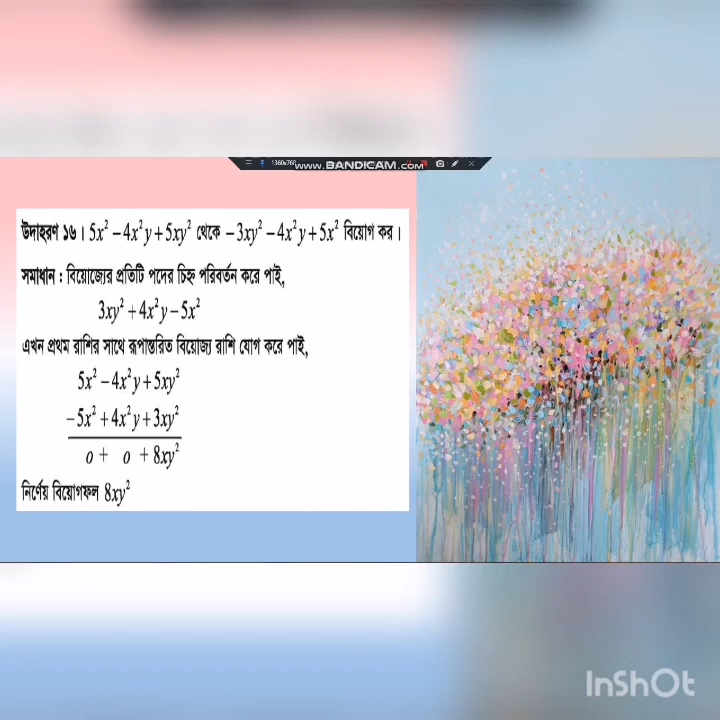 1360x760 www.BANDICAM.COM
উদাহরণ ১৬। 5x² – 4x²y + 5xy² থেকে – 3xy² – 4x²y + 5x² বিয়োগ কর।
সমাধান : বিয়োজ্যের প্রতিটি পদের চিহ্ন পরিবর্তন করে পাই,
3xy² + 4x²y – 5x²
এখন প্রথম রাশির সাথে রূপান্তরিত বিয়োজ্য রাশি যোগ করে পাই,
5x² – 4x²y + 5xy²
– 5x² + 4x²y + 3xy²
0 + 0 + 8xy²
নির্ণেয় বিয়োগফল 8xy²
InShOt